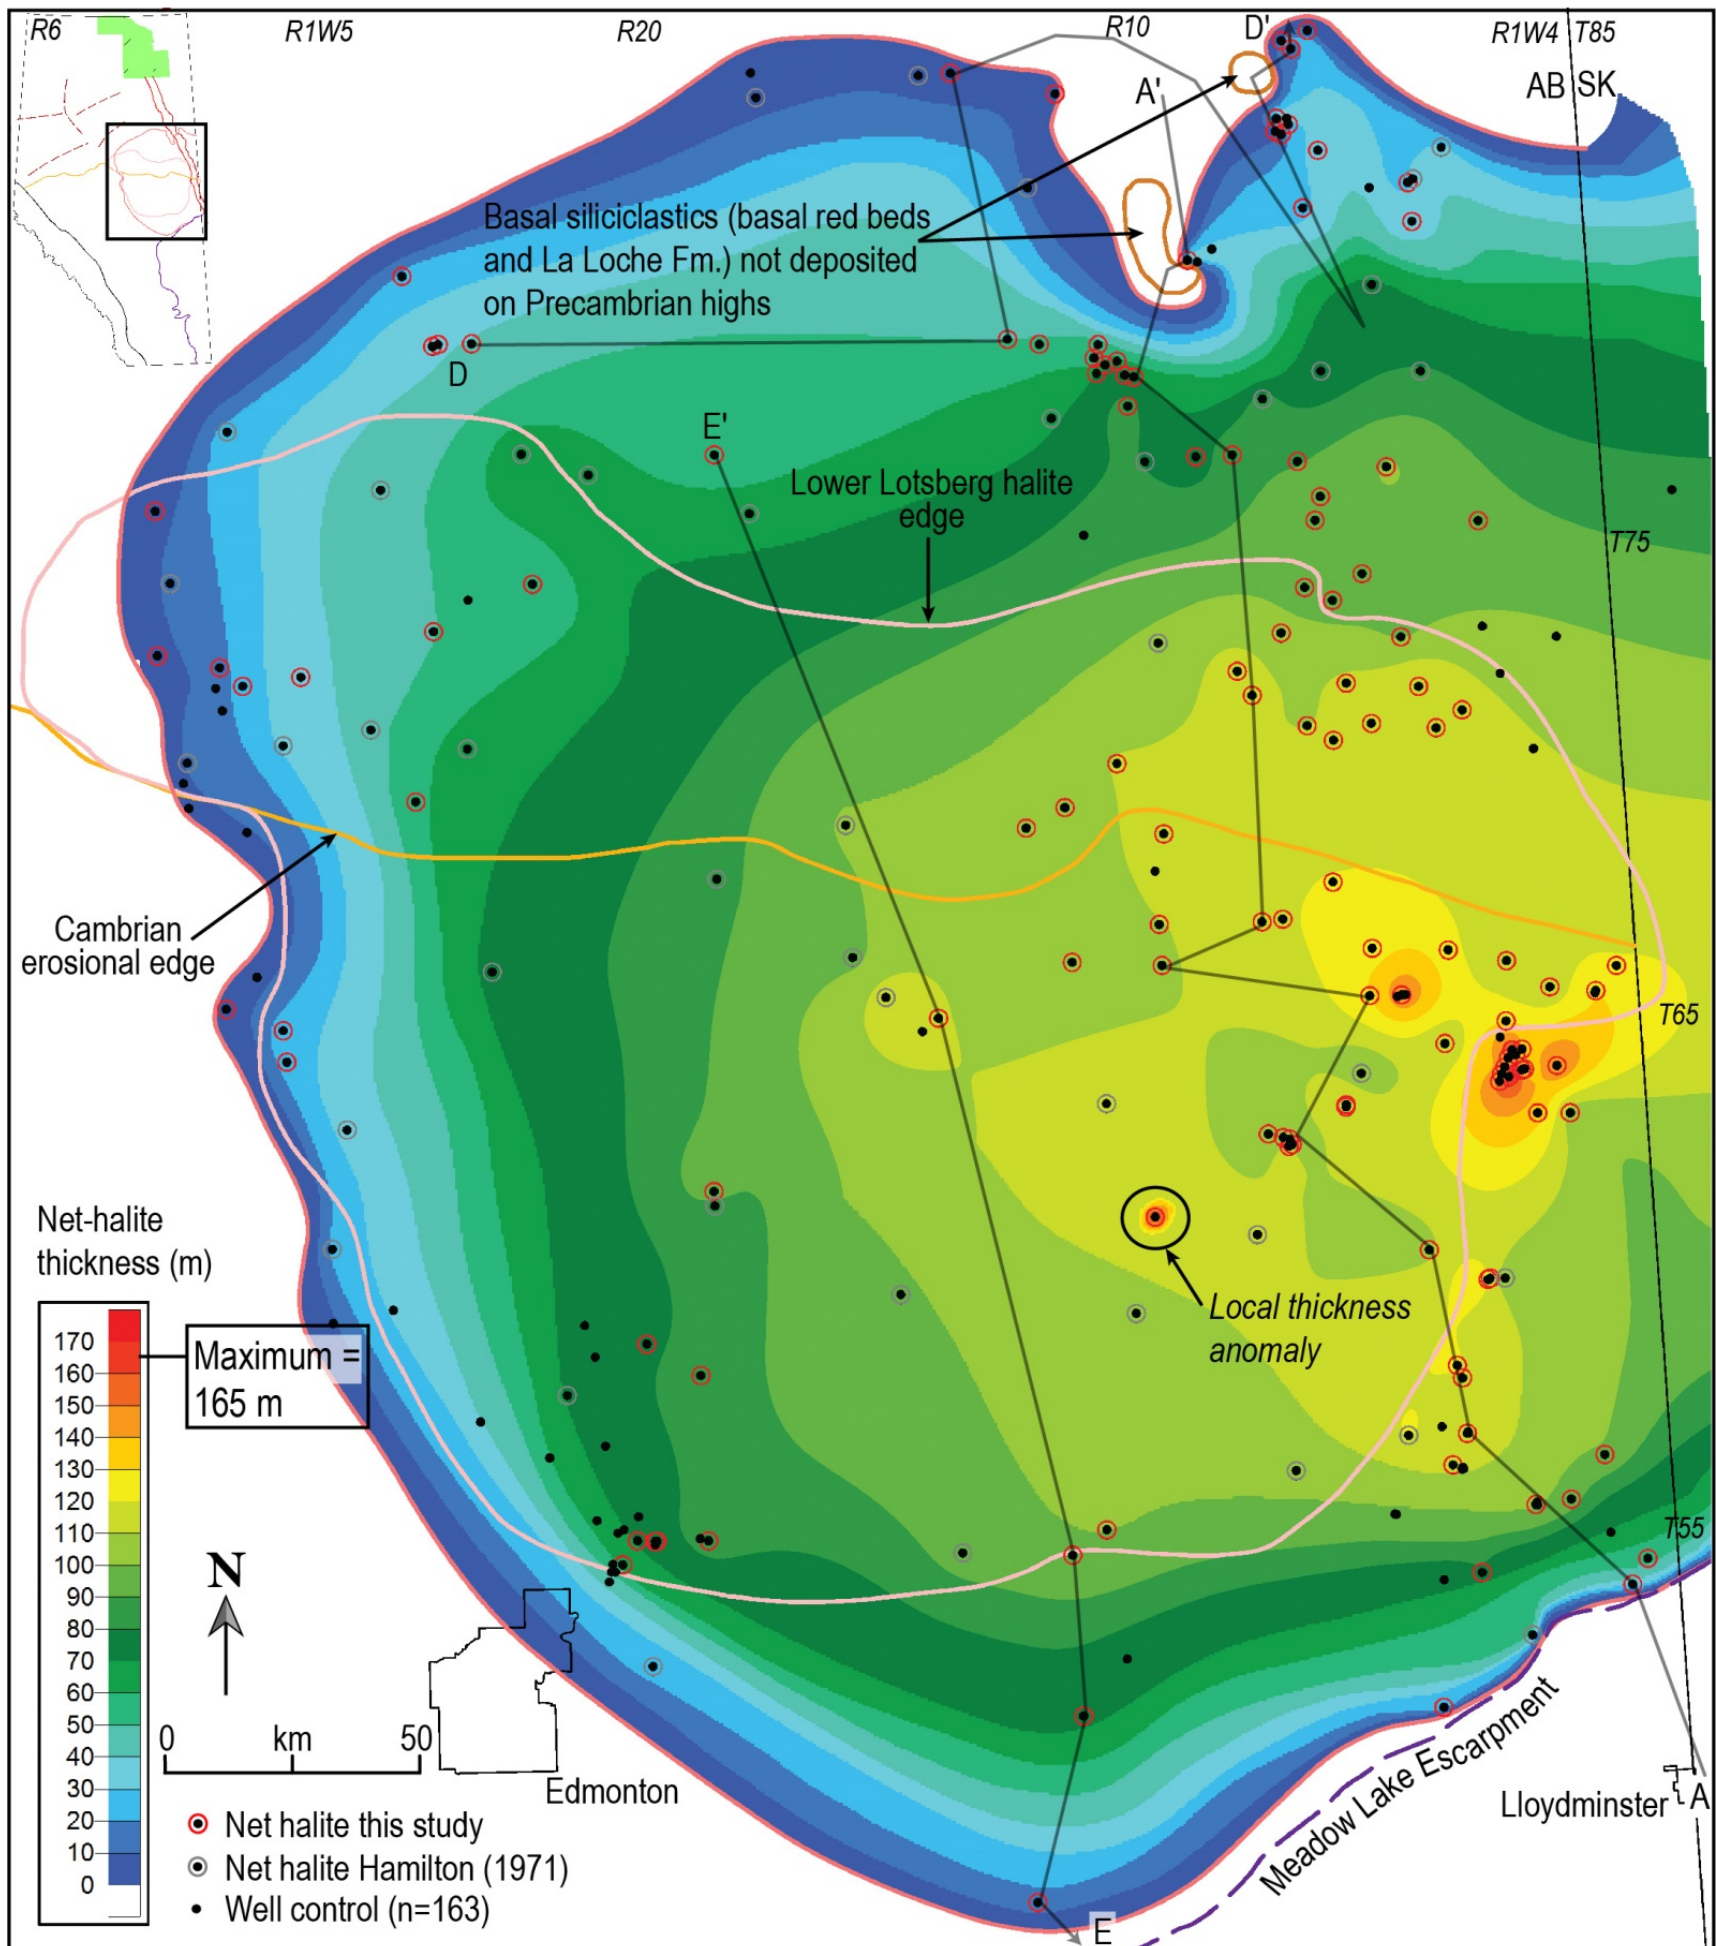 R6
R1W5
R20
R10
D'
R1W4
T85
A'
AB
SK
Basal siliciclastics (basal red beds
and La Loche Fm.) not deposited
on Precambrian highs
D
E'
Lower Lotsberg halite
edge
T75
Cambrian
erosional edge
T65
Net-halite
thickness (m)
Local thickness
anomaly
170
160
150
140
130
120
110
100
90
80
70
60
50
40
30
20
10
0
Maximum =
165 m
T55
N
0 km 50
Edmonton
Meadow Lake Escarpment
Lloydminster
A
Net halite this study
Net halite Hamilton (1971)
Well control (n=163)
E